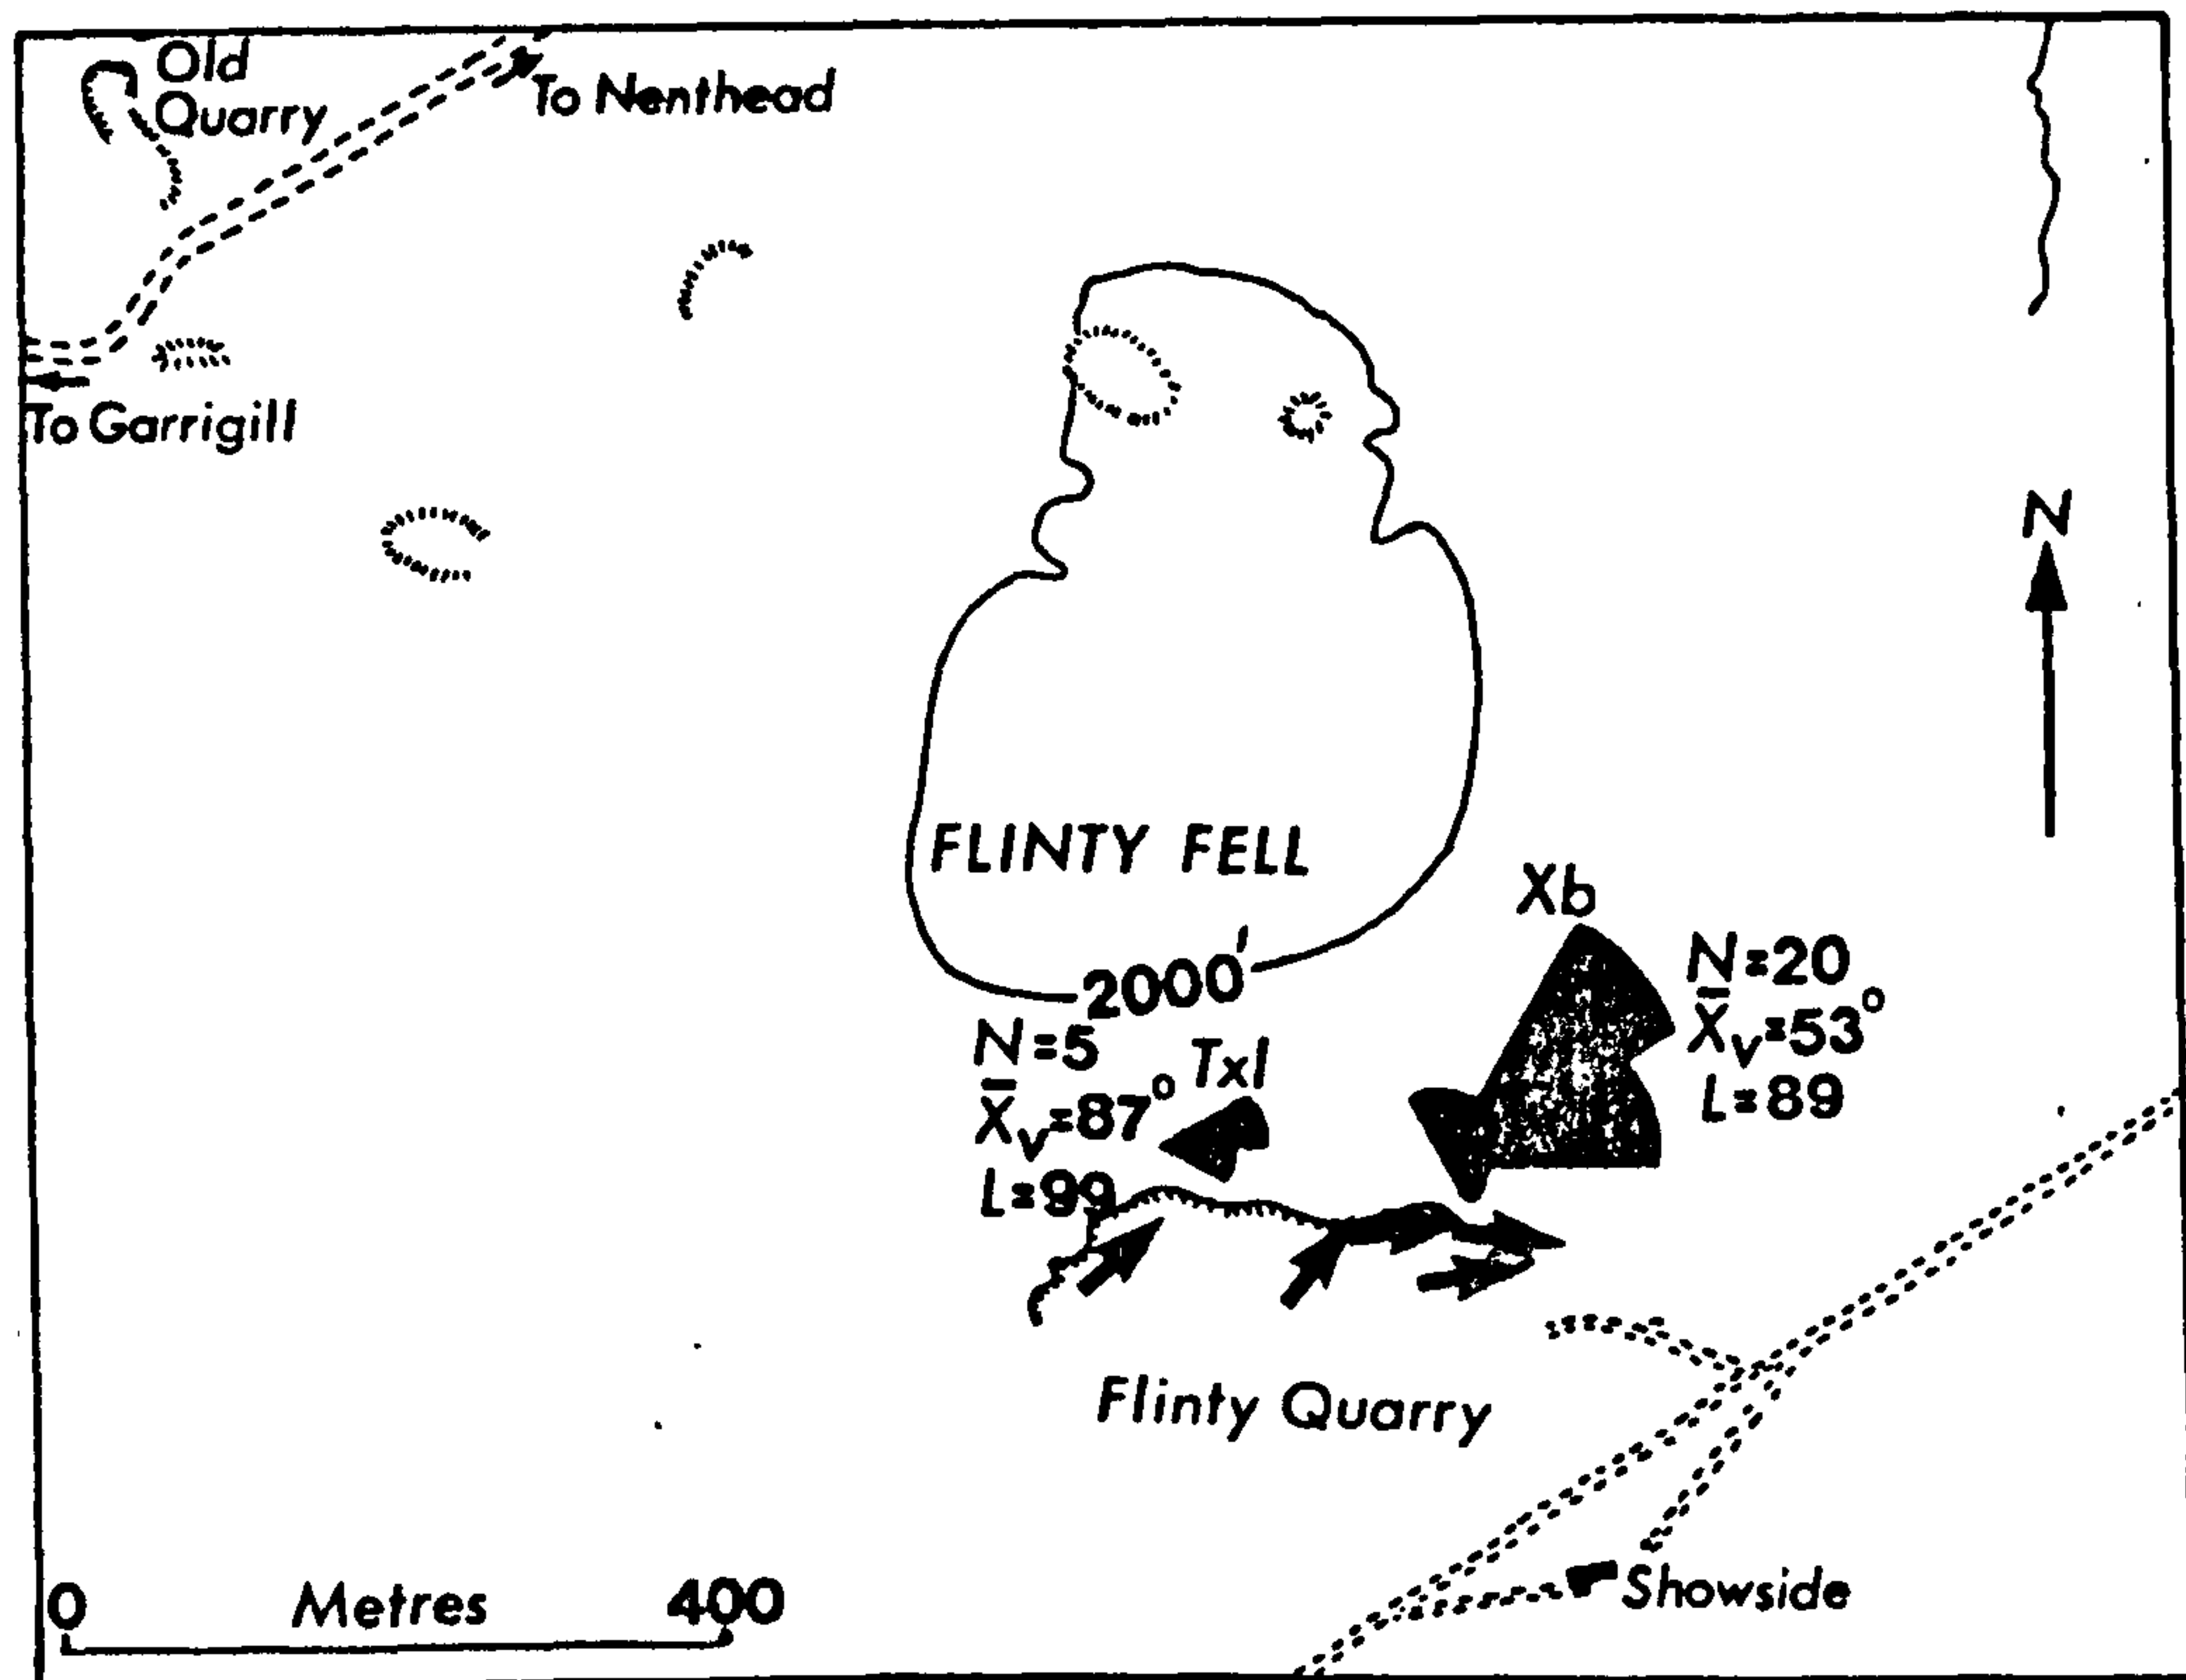 Old
Quarry
To Nenthead
To Garrigill
N
FLINTY FELL
2000'
Xb
N=20
X̄v=53°
L=89
N=5
Txl
X̄v=87°
L=99
Flinty Quarry
Showside
0 Metres 400